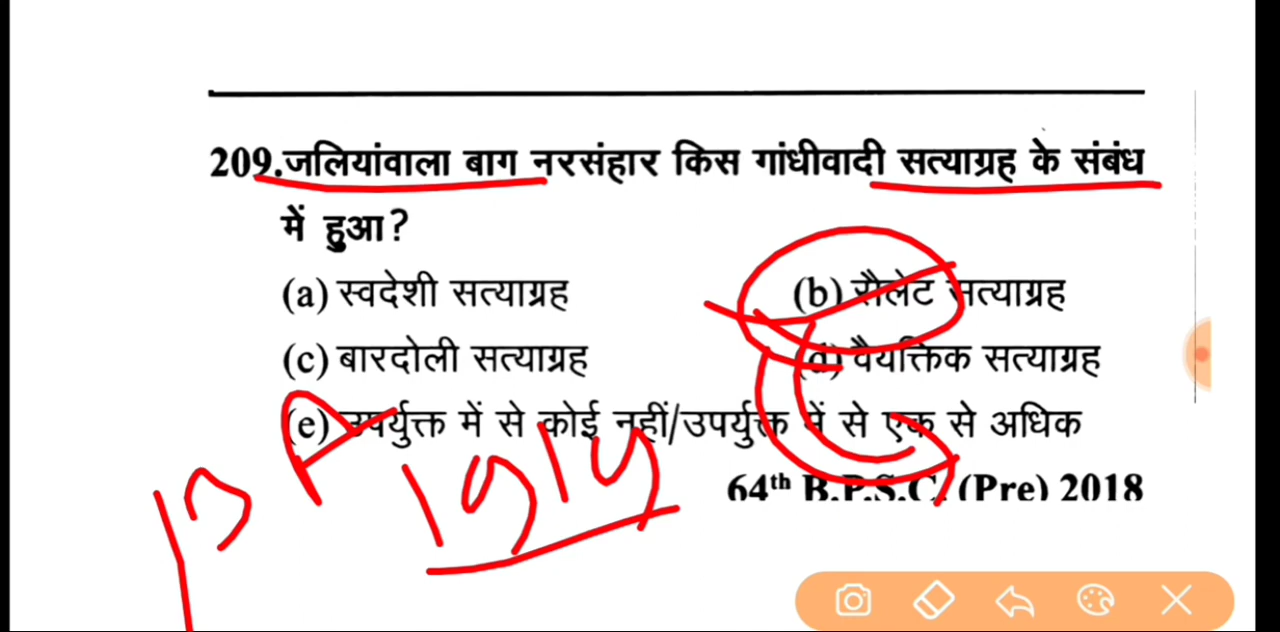 209.जलियांवाला बाग नरसंहार किस गांधीवादी सत्याग्रह के संबंध
में हुआ?
(a) स्वदेशी सत्याग्रह (b) रौलेट सत्याग्रह
(c) बारदोली सत्याग्रह (d) वैयक्तिक सत्याग्रह
(e) उपर्युक्त में से कोई नहीं/उपर्युक्त में से एक से अधिक
64th B.P.S.C. (Pre) 2018
13 A 1919